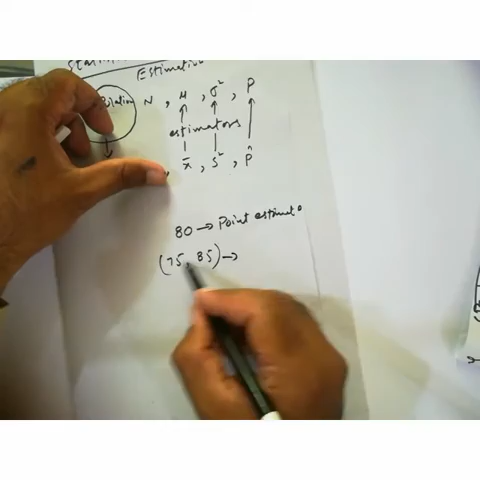 Estimation
N, μ, σ², P
estimators
x̄, s², p̂
80 → Point estimate
(75, 85) →